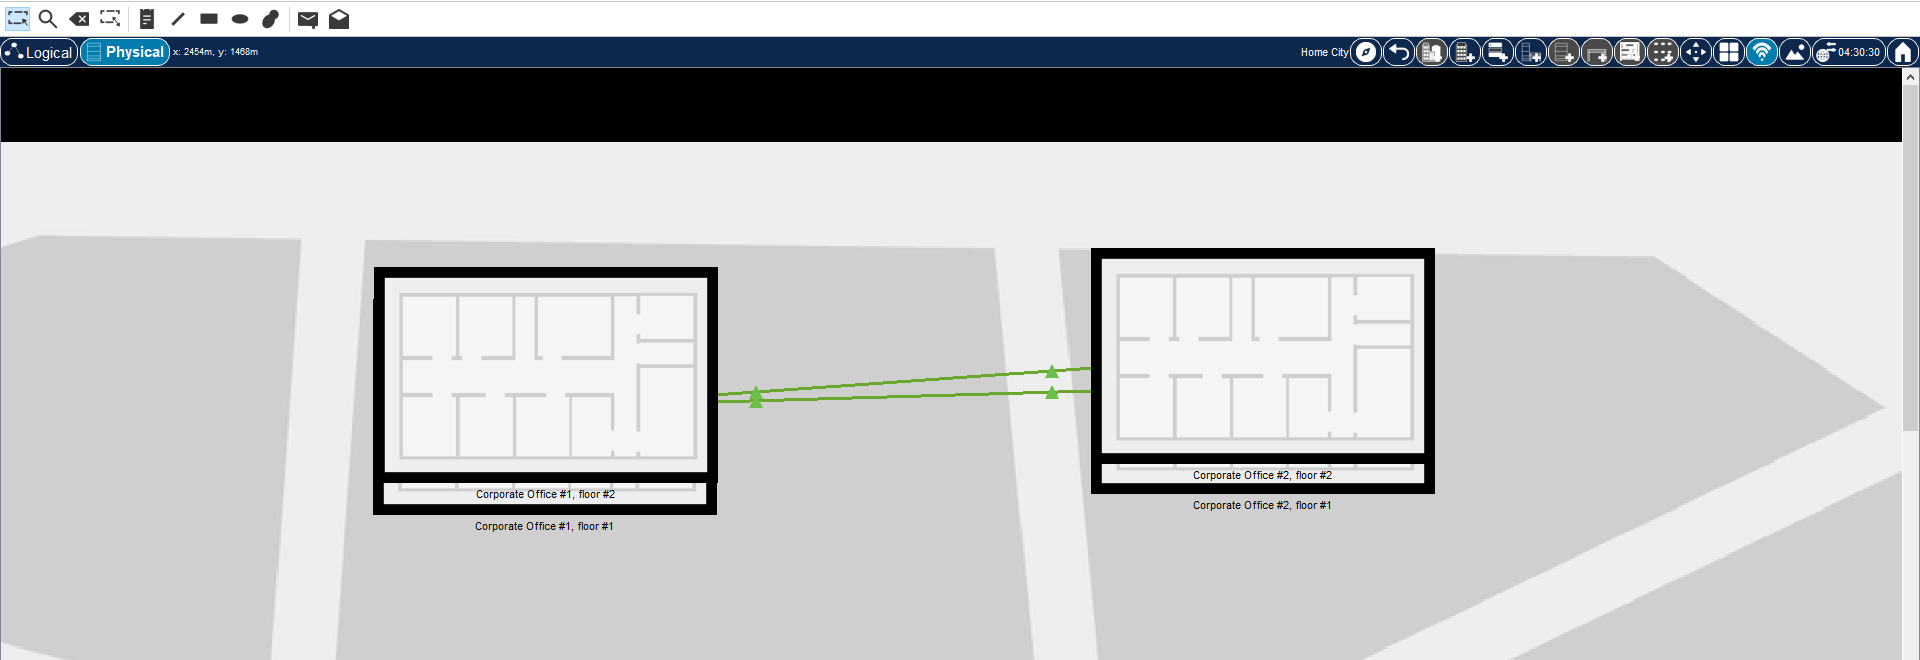 Logical Physical x: 2454m, y: 1468m Home City 04:30:30
Corporate Office #1, floor #2
Corporate Office #1, floor #1
Corporate Office #2, floor #2
Corporate Office #2, floor #1